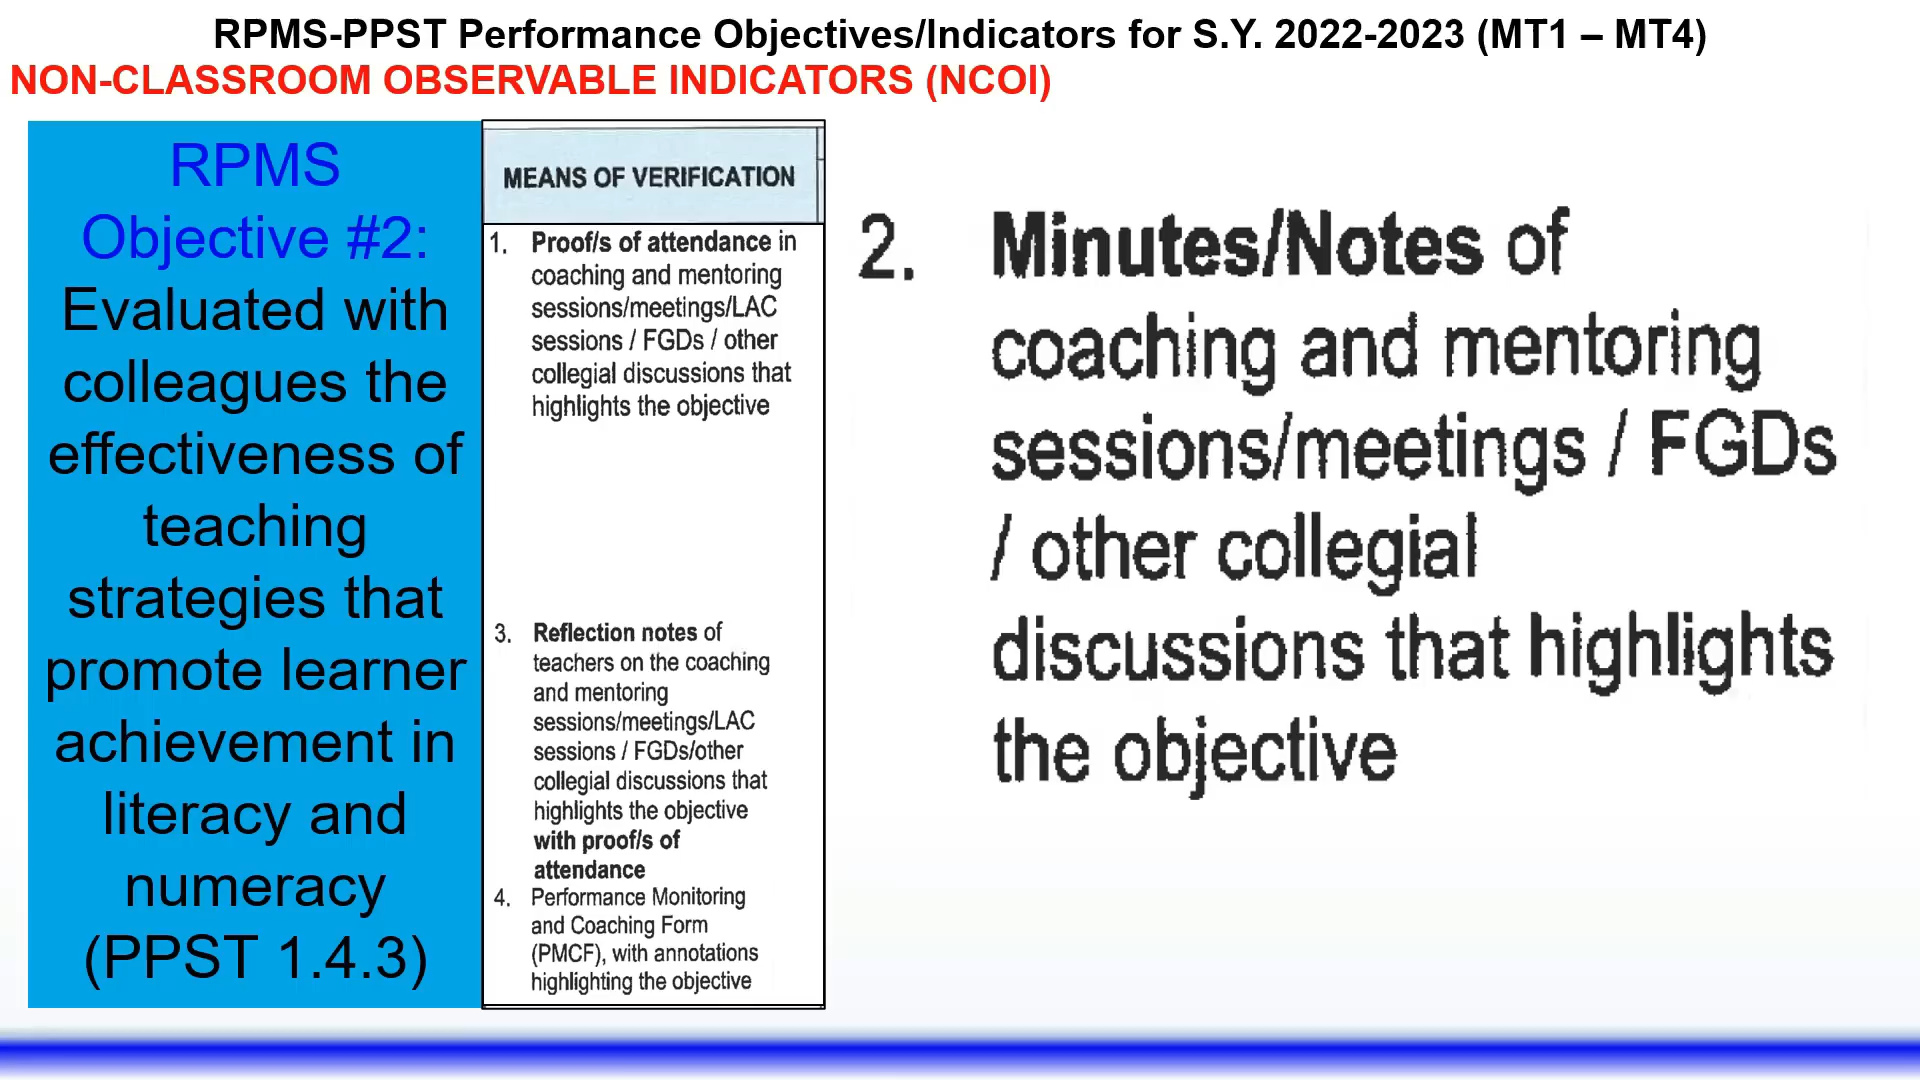 RPMS-PPST Performance Objectives/Indicators for S.Y. 2022-2023 (MT1 – MT4)
NON-CLASSROOM OBSERVABLE INDICATORS (NCOI)
RPMS
Objective #2:
Evaluated with
colleagues the
effectiveness of
teaching
strategies that
promote learner
achievement in
literacy and
numeracy
(PPST 1.4.3)
MEANS OF VERIFICATION
1. Proof/s of attendance in
coaching and mentoring
sessions/meetings/LAC
sessions / FGDs / other
collegial discussions that
highlights the objective
3. Reflection notes of
teachers on the coaching
and mentoring
sessions/meetings/LAC
sessions / FGDs/other
collegial discussions that
highlights the objective
with proof/s of
attendance
4. Performance Monitoring
and Coaching Form
(PMCF), with annotations
highlighting the objective
2. Minutes/Notes of
coaching and mentoring
sessions/meetings / FGDs
/ other collegial
discussions that highlights
the objective